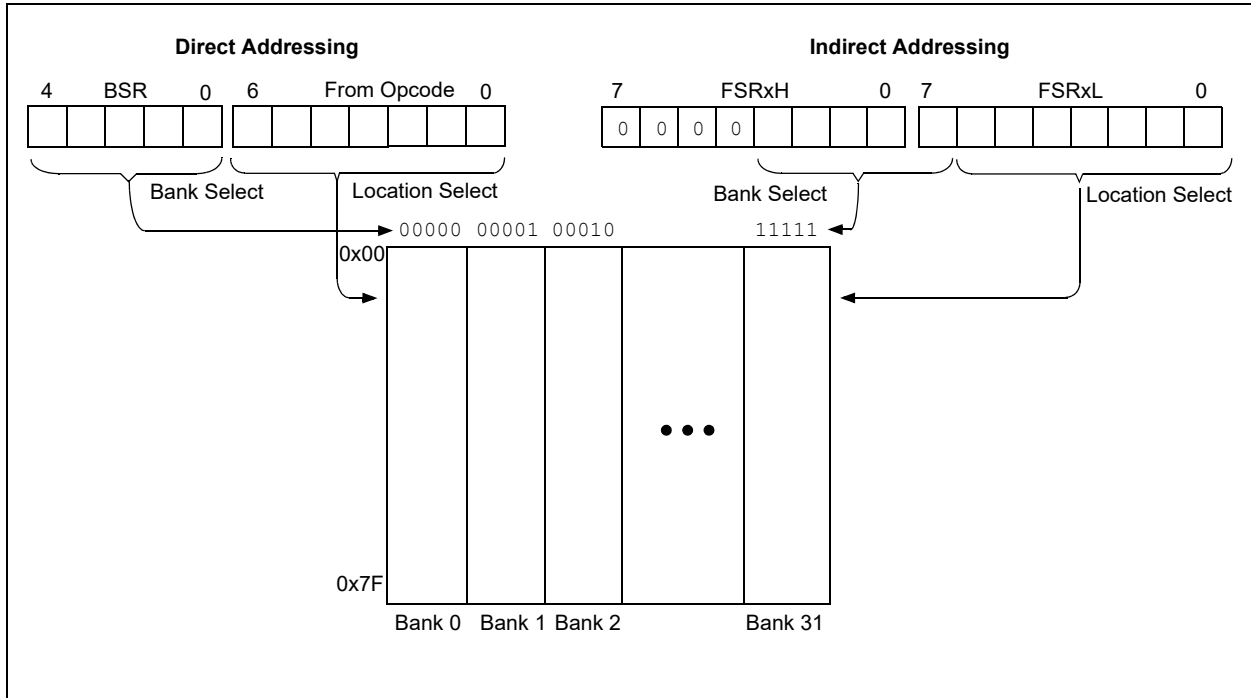 Direct Addressing
Indirect Addressing
4 BSR 0 6 From Opcode 0
7 FSRxH 0 7 FSRxL 0
0 0 0 0
Bank Select
Location Select
Bank Select
Location Select
00000 00001 00010 11111
0x00
0x7F
Bank 0 Bank 1 Bank 2 Bank 31